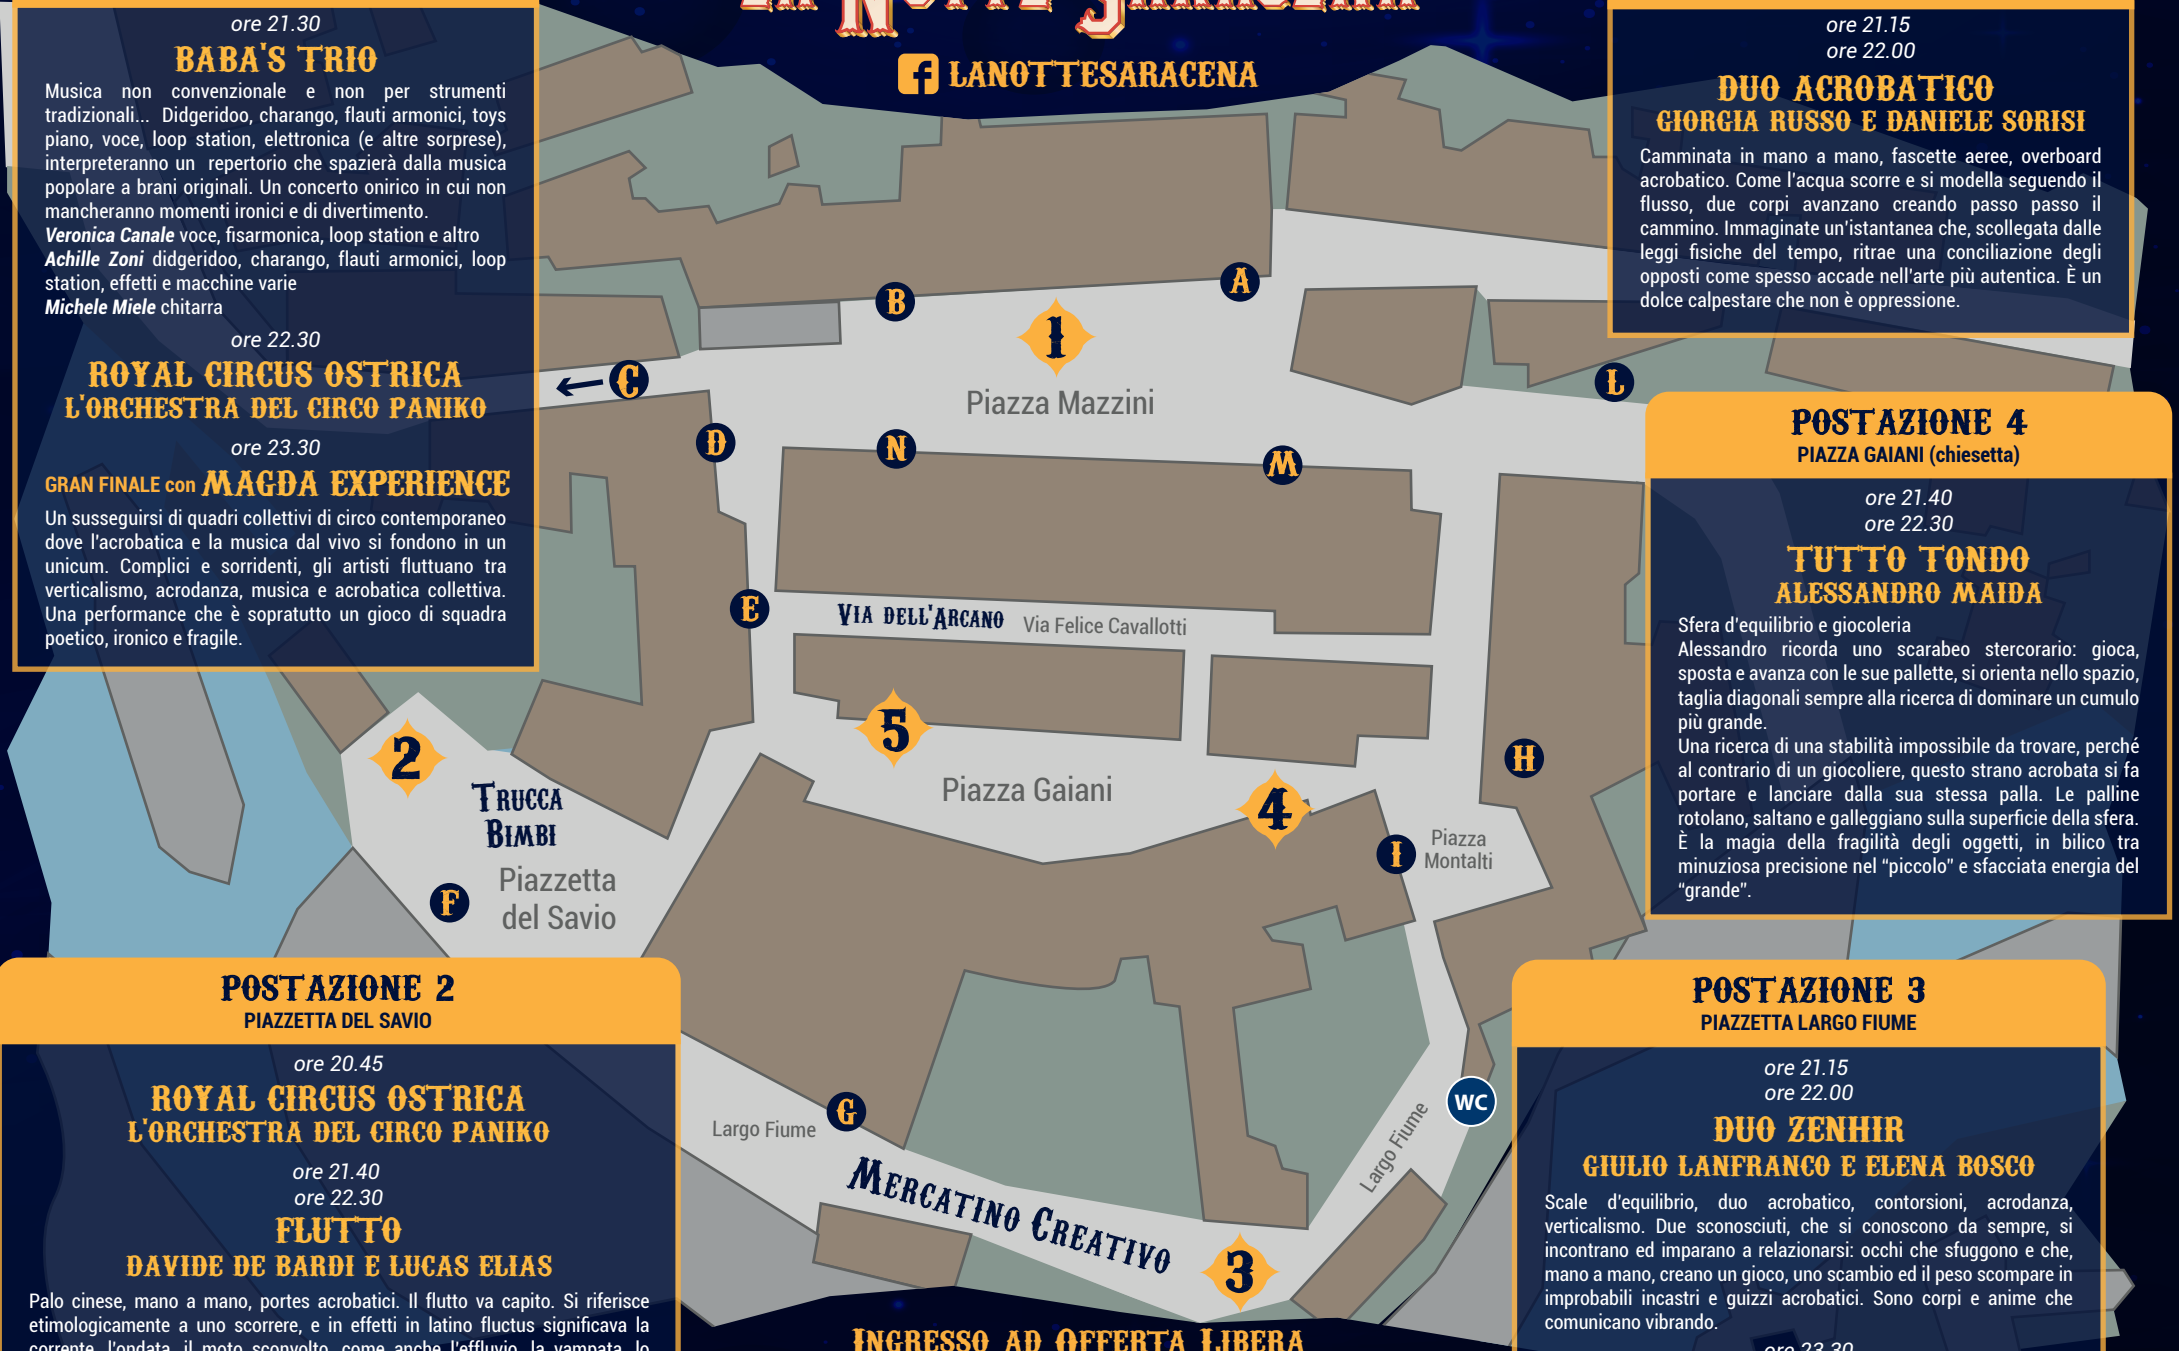 LA NOTTE SARACENA
LANOTTESARACENA
ore 21.30
BABA'S TRIO
Musica non convenzionale e non per strumenti
tradizionali... Didgeridoo, charango, flauti armonici, toys
piano, voce, loop station, elettronica (e altre sorprese),
interpreteranno un repertorio che spazierà dalla musica
popolare a brani originali. Un concerto onirico in cui non
mancheranno momenti ironici e di divertimento.
Veronica Canale voce, fisarmonica, loop station e altro
Achille Zoni didgeridoo, charango, flauti armonici, loop
station, effetti e macchine varie
Michele Miele chitarra
ore 22.30
ROYAL CIRCUS OSTRICA
L'ORCHESTRA DEL CIRCO PANIKO
ore 23.30
GRAN FINALE con MAGDA EXPERIENCE
Un susseguirsi di quadri collettivi di circo contemporaneo
dove l'acrobatica e la musica dal vivo si fondono in un
unicum. Complici e sorridenti, gli artisti fluttuano tra
verticalismo, acrodanza, musica e acrobatica collettiva.
Una performance che è sopratutto un gioco di squadra
poetico, ironico e fragile.
ore 21.15
ore 22.00
DUO ACROBATICO
GIORGIA RUSSO E DANIELE SORISI
Camminata in mano a mano, fascette aeree, overboard
acrobatico. Come l'acqua scorre e si modella seguendo il
flusso, due corpi avanzano creando passo passo il
cammino. Immaginate un'istantanea che, scollegata dalle
leggi fisiche del tempo, ritrae una conciliazione degli
opposti come spesso accade nell'arte più autentica. È un
dolce calpestare che non è oppressione.
A
B
1
C
L
Piazza Mazzini
D
N
M
E
VIA DELL'ARCANO
Via Felice Cavallotti
5
2
H
TRUCCA
BIMBI
Piazza Gaiani
4
I
Piazza
Montalti
F
Piazzetta
del Savio
G
WC
Largo Fiume
Largo Fiume
MERCATINO CREATIVO
3
POSTAZIONE 4
PIAZZA GAIANI (chiesetta)
ore 21.40
ore 22.30
TUTTO TONDO
ALESSANDRO MAIDA
Sfera d'equilibrio e giocoleria
Alessandro ricorda uno scarabeo stercorario: gioca,
sposta e avanza con le sue pallette, si orienta nello spazio,
taglia diagonali sempre alla ricerca di dominare un cumulo
più grande.
Una ricerca di una stabilità impossibile da trovare, perché
al contrario di un giocoliere, questo strano acrobata si fa
portare e lanciare dalla sua stessa palla. Le palline
rotolano, saltano e galleggiano sulla superficie della sfera.
È la magia della fragilità degli oggetti, in bilico tra
minuziosa precisione nel “piccolo” e sfacciata energia del
“grande”.
POSTAZIONE 2
PIAZZETTA DEL SAVIO
ore 20.45
ROYAL CIRCUS OSTRICA
L'ORCHESTRA DEL CIRCO PANIKO
ore 21.40
ore 22.30
FLUTTO
DAVIDE DE BARDI E LUCAS ELIAS
Palo cinese, mano a mano, portes acrobatici. Il flutto va capito. Si riferisce
etimologicamente a uno scorrere, e in effetti in latino fluctus significava la
corrente, l'ondata, il moto sconvolto, come anche l'effluvio, la vampata, lo
POSTAZIONE 3
PIAZZETTA LARGO FIUME
ore 21.15
ore 22.00
DUO ZENHIR
GIULIO LANFRANCO E ELENA BOSCO
Scale d'equilibrio, duo acrobatico, contorsioni, acrodanza,
verticalismo. Due sconosciuti, che si conoscono da sempre, si
incontrano ed imparano a relazionarsi: occhi che sfuggono e che,
mano a mano, creano un gioco, uno scambio ed il peso scompare in
improbabili incastri e guizzi acrobatici. Sono corpi e anime che
comunicano vibrando.
ore 23.30
INGRESSO AD OFFERTA LIBERA